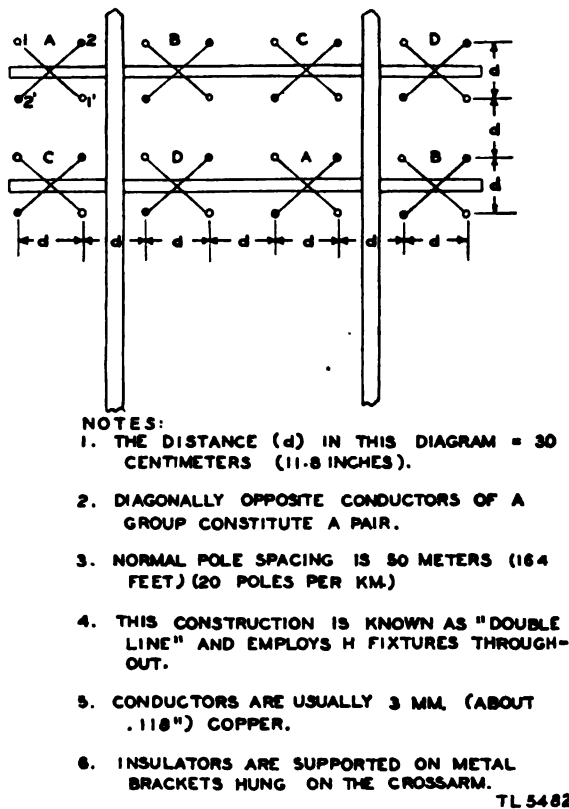 1 A 2 B C D
d
2' 1'
d
C D A B
d
d d d d d d d
NOTES:
1. THE DISTANCE (d) IN THIS DIAGRAM = 30
CENTIMETERS (11.8 INCHES).
2. DIAGONALLY OPPOSITE CONDUCTORS OF A
GROUP CONSTITUTE A PAIR.
3. NORMAL POLE SPACING IS 50 METERS (164
FEET) (20 POLES PER KM.)
4. THIS CONSTRUCTION IS KNOWN AS "DOUBLE
LINE" AND EMPLOYS H FIXTURES THROUGH-
OUT.
5. CONDUCTORS ARE USUALLY 3 MM. (ABOUT
.118") COPPER.
6. INSULATORS ARE SUPPORTED ON METAL
BRACKETS HUNG ON THE CROSSARM.
TL 5482